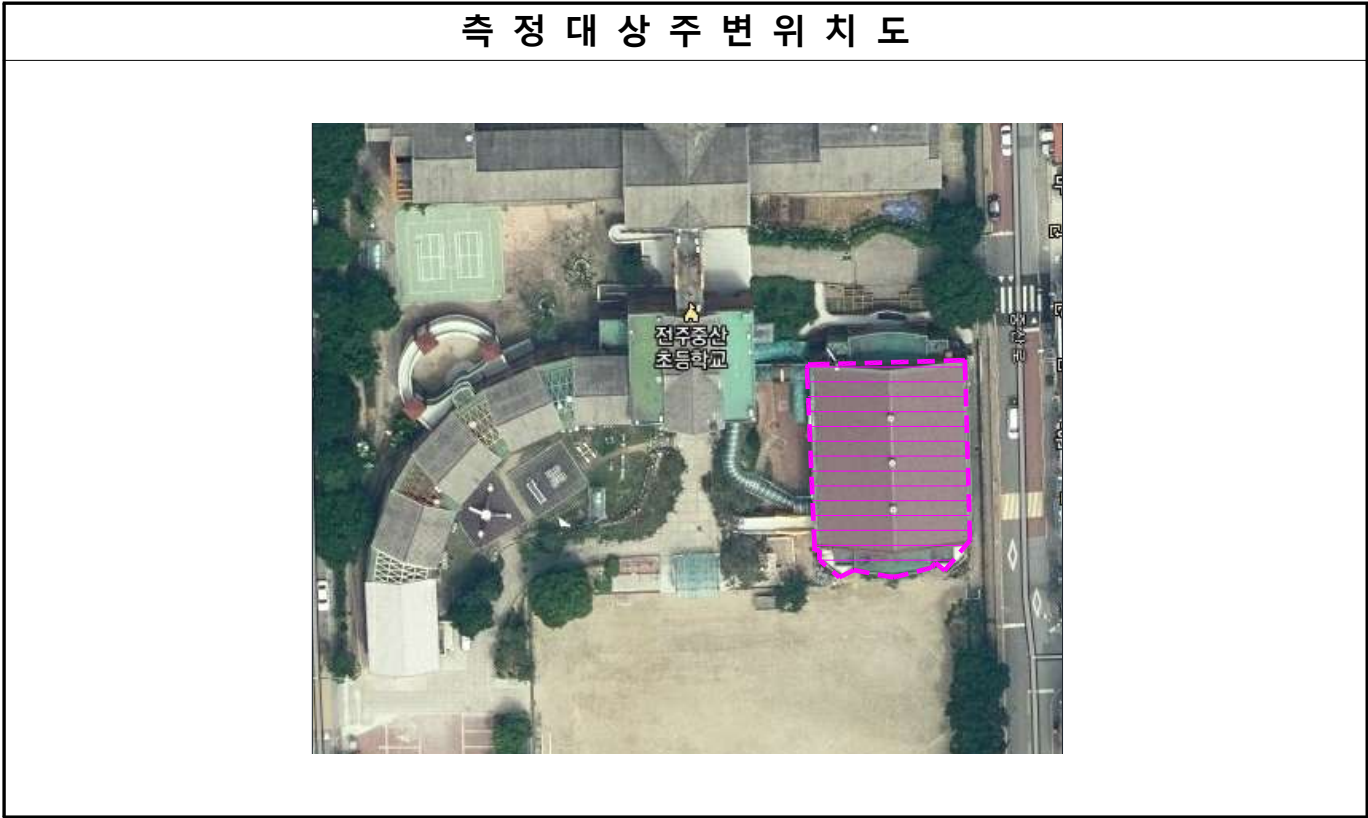 측 정 대 상 주 변 위 치 도
전주중산
초등학교